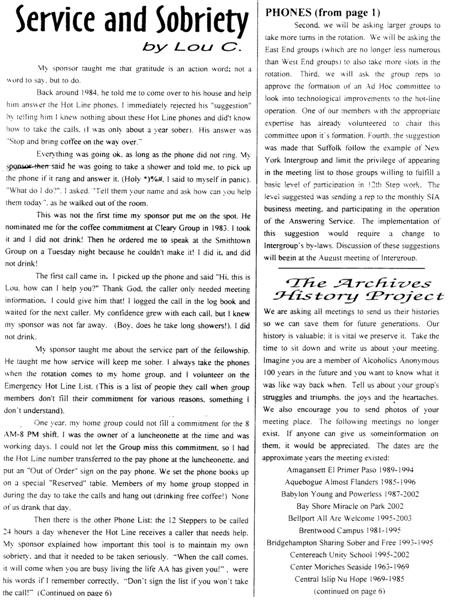 Service and Sobriety
by Lou C.
My sponsor taught me that gratitude is an action word; not a
word to say, but to do.
Back around 1984, he told me to come over to his house and help
him answer the Hot Line phones. I immediately rejected his "suggestion"
by telling him I knew nothing about these Hot Line phones and did't know
how to take the calls. (I was only about a year sober). His answer was
"Stop and bring coffee on the way over."
Everything was going ok, as long as the phone did not ring. My
sponsor then said he was going to take a shower and told me, to pick up
the phone if it rang and answer it. (Holy *)%#, I said to myself in panic).
"What do I do?". I asked. "Tell them your name and ask how can you help
them today". as he walked out of the room.
This was not the first time my sponsor put me on the spot. He
nominated me for the coffee commitment at Cleary Group in 1983. I took
it and I did not drink! Then he ordered me to speak at the Smithtown
Group on a Tuesday night because he couldn't make it! I did it, and did
not drink!
The first call came in, I picked up the phone and said "Hi, this is
Lou, how can I help you?" Thank God, the caller only needed meeting
information, I could give him that! I logged the call in the log book and
waited for the next caller. My confidence grew with each call, but I knew
my sponsor was not far away. (Boy, does he take long showers!). I did
not drink.
My sponsor taught me about the service part of the fellowship.
He taught me how service will keep me sober. I always take the phones
when the rotation comes to my home group, and I volunteer on the
Emergency Hot Line List. (This is a list of people they call when group
members don't fill their commitment for various reasons, something I
don't understand).
One year, my home group could not fill a commitment for the 8
AM-8 PM shift. I was the owner of a luncheonette at the time and was
working days. I could not let the Group miss this commitment, so I had
the Hot Line number transferred to the pay phone at the luncheonette, and
put an "Out of Order" sign on the pay phone. We set the phone books up
on a special "Reserved" table. Members of my home group stopped in
during the day to take the calls and hang out (drinking free coffee!) None
of us drank that day.
Then there is the other Phone List: the 12 Steppers to be called
24 hours a day whenever the Hot Line receives a caller that needs help.
My sponsor explained how important this tool is to maintain my own
sobriety, and that it needed to be taken seriously. "When the call comes,
it will come when you are busy living the life AA has given you!", were
his words if I remember correctly, "Don't sign the list if you won't take
the call!" (Continued on page 6)
PHONES (from page 1)
Second, we will be asking larger groups to
take more turns in the rotation. We will be asking the
East End groups (which are no longer less numerous
than West End groups) to also take more slots in the
rotation. Third, we will ask the group reps to
approve the formation of an Ad Hoc committee to
look into technological improvements to the hot-line
operation. One of our members with the appropriate
expertise has already volunteered to chair this
committee upon it's formation. Fourth, the suggestion
was made that Suffolk follow the example of New
York Intergroup and limit the privilege of appearing
in the meeting list to those groups willing to fulfill a
basic level of participation in 12th Step work. The
level suggested was sending a rep to the monthly SIA
business meeting, and participating in the operation
of the Answering Service. The implementation of
this suggestion would require a change to
Intergroup's by-laws. Discussion of these suggestions
will begin at the August meeting of Intergroup.
The Archives
History Project
We are asking all meetings to send us their histories
so we can save them for future generations. Our
history is valuable; it is vital we preserve it. Take the
time to sit down and write us about your meeting.
Imagine you are a member of Alcoholics Anonymous
100 years in the future and you want to know what it
was like way back when. Tell us about your group's
struggles and triumphs, the joys and the heartaches.
We also encourage you to send photos of your
meeting place. The following meetings no longer
exist. If anyone can give us someinformation on
them, it would be appreciated. The dates are the
approximate years the meeting existed:
Amagansett El Primer Paso 1989-1994
Aquebogue Almost Flanders 1985-1996
Babylon Young and Powerless 1987-2002
Bay Shore Miracle on Park 2002
Bellport All Are Welcome 1995-2003
Brentwood Campus 1981-1995
Bridgehampton Sharing Sober and Free 1993-1995
Centereach Unity School 1995-2002
Center Moriches Seaside 1963-1969
Central Islip Nu Hope 1969-1985
(continued on page 6)